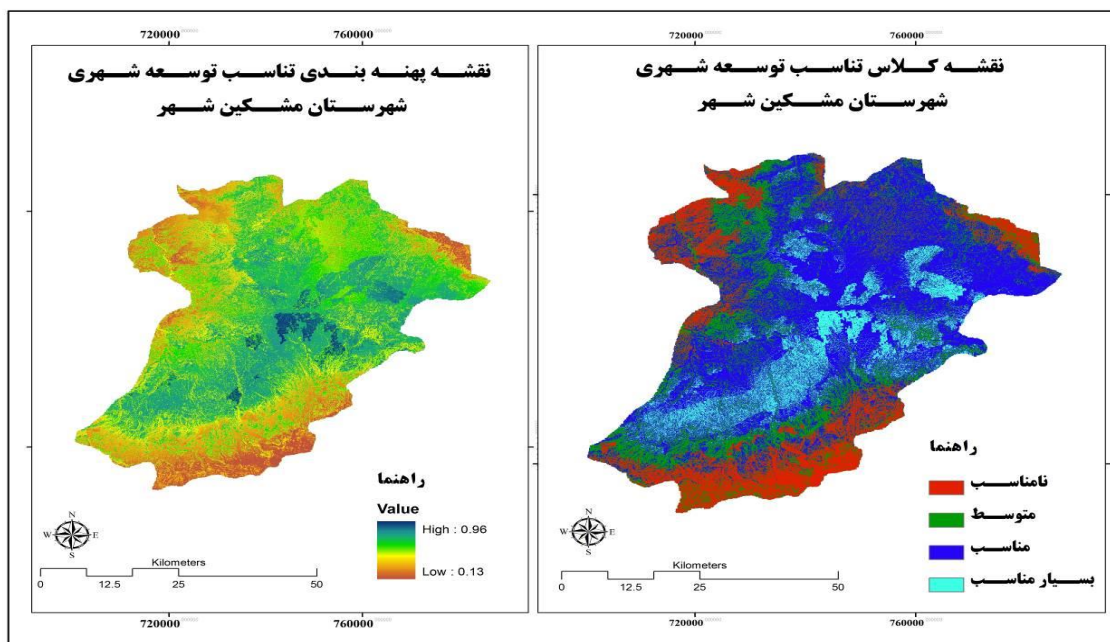 720000
760000
نقشه پهنه بندی تناسب توسعه شهری
شهرستان مشکین شهر
راهنما
Value
High : 0.96
Low : 0.13
N
W
E
S
Kilometers
0
12.5
25
50
720000
760000
720000
760000
نقشه کلاس تناسب توسعه شهری
شهرستان مشکین شهر
راهنما
نامناسب
متوسط
مناسب
بسیار مناسب
N
W
E
S
Kilometers
0
12.5
25
50
720000
760000